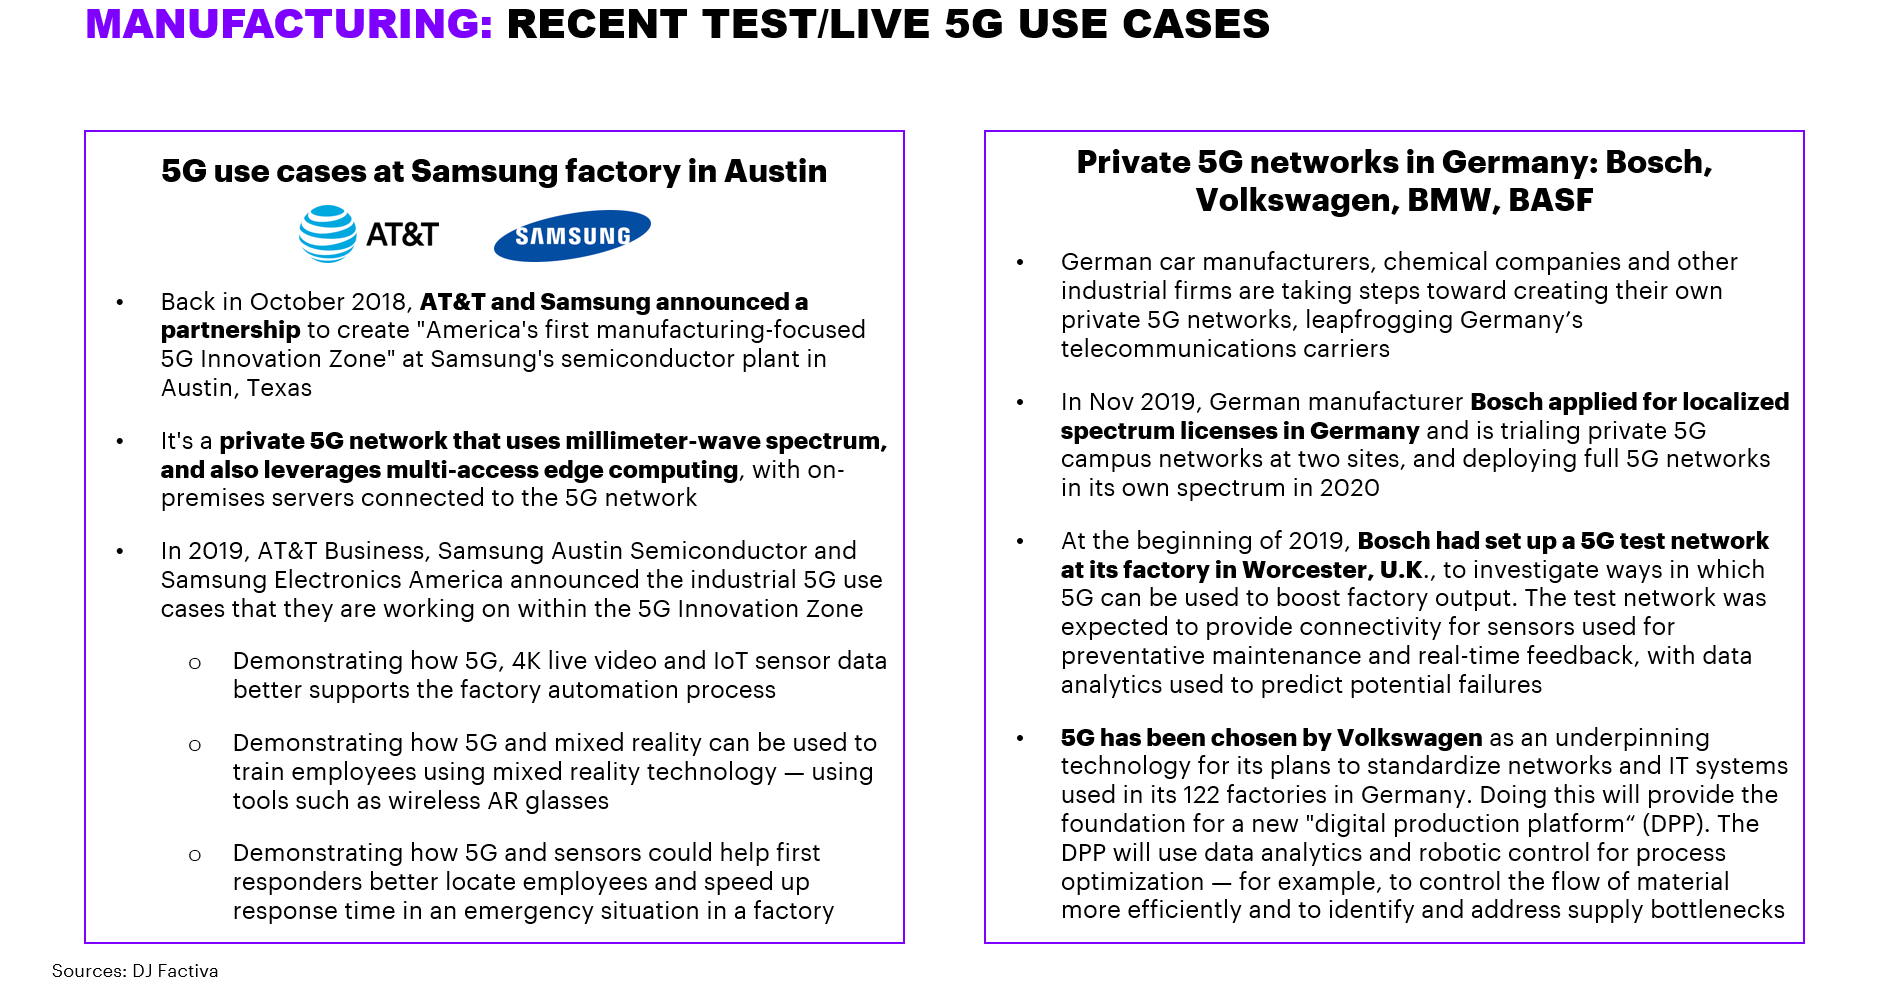 MANUFACTURING: RECENT TEST/LIVE 5G USE CASES
5G use cases at Samsung factory in Austin
AT&T
SAMSUNG
• Back in October 2018, AT&T and Samsung announced a
partnership to create "America's first manufacturing-focused
5G Innovation Zone" at Samsung's semiconductor plant in
Austin, Texas
• It's a private 5G network that uses millimeter-wave spectrum,
and also leverages multi-access edge computing, with on-
premises servers connected to the 5G network
• In 2019, AT&T Business, Samsung Austin Semiconductor and
Samsung Electronics America announced the industrial 5G use
cases that they are working on within the 5G Innovation Zone
o Demonstrating how 5G, 4K live video and IoT sensor data
better supports the factory automation process
o Demonstrating how 5G and mixed reality can be used to
train employees using mixed reality technology — using
tools such as wireless AR glasses
o Demonstrating how 5G and sensors could help first
responders better locate employees and speed up
response time in an emergency situation in a factory
Private 5G networks in Germany: Bosch,
Volkswagen, BMW, BASF
• German car manufacturers, chemical companies and other
industrial firms are taking steps toward creating their own
private 5G networks, leapfrogging Germany’s
telecommunications carriers
• In Nov 2019, German manufacturer Bosch applied for localized
spectrum licenses in Germany and is trialing private 5G
campus networks at two sites, and deploying full 5G networks
in its own spectrum in 2020
• At the beginning of 2019, Bosch had set up a 5G test network
at its factory in Worcester, U.K., to investigate ways in which
5G can be used to boost factory output. The test network was
expected to provide connectivity for sensors used for
preventative maintenance and real-time feedback, with data
analytics used to predict potential failures
• 5G has been chosen by Volkswagen as an underpinning
technology for its plans to standardize networks and IT systems
used in its 122 factories in Germany. Doing this will provide the
foundation for a new "digital production platform“ (DPP). The
DPP will use data analytics and robotic control for process
optimization — for example, to control the flow of material
more efficiently and to identify and address supply bottlenecks
Sources: DJ Factiva